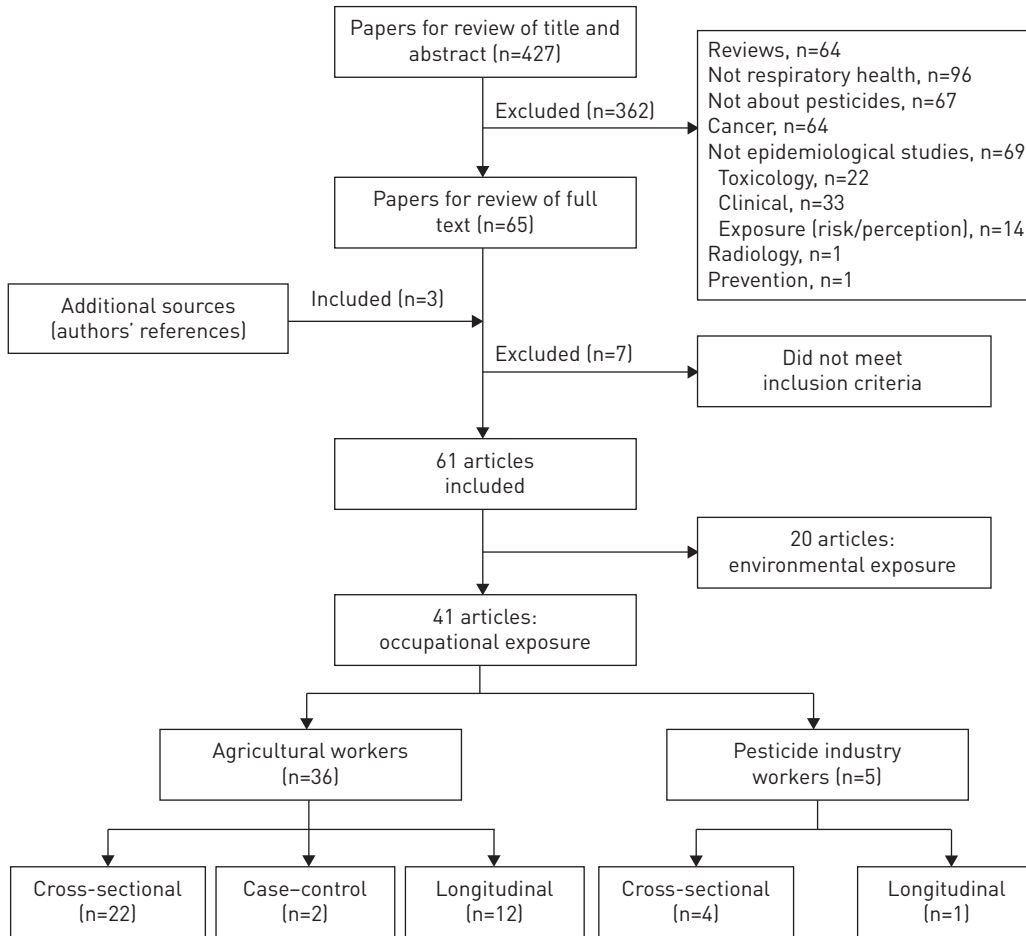 Papers for review of title and
abstract (n=427)
Excluded (n=362)
Reviews, n=64
Not respiratory health, n=96
Not about pesticides, n=67
Cancer, n=64
Not epidemiological studies, n=69
Toxicology, n=22
Clinical, n=33
Exposure (risk/perception), n=14
Radiology, n=1
Prevention, n=1
Papers for review of full
text (n=65)
Additional sources
(authors’ references)
Included (n=3)
Excluded (n=7)
Did not meet
inclusion criteria
61 articles
included
20 articles:
environmental exposure
41 articles:
occupational exposure
Agricultural workers
(n=36)
Pesticide industry
workers (n=5)
Cross-sectional
(n=22)
Case–control
(n=2)
Longitudinal
(n=12)
Cross-sectional
(n=4)
Longitudinal
(n=1)